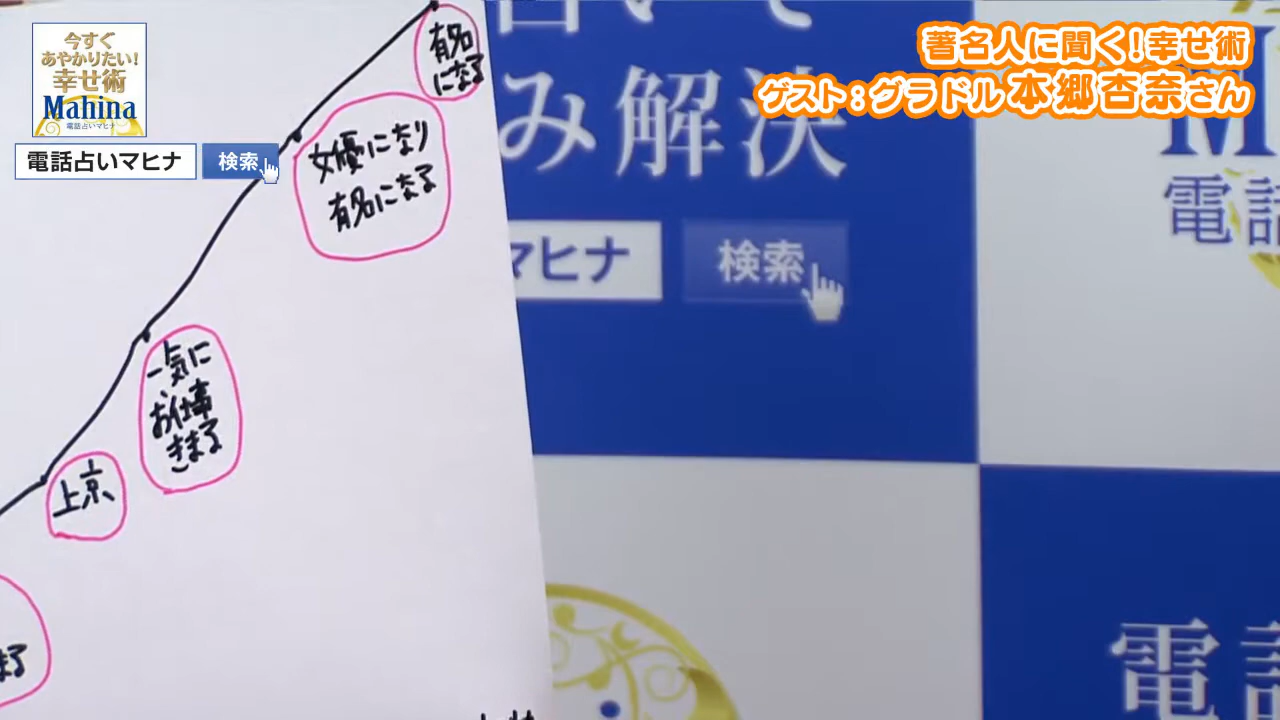 今すぐ
あやかりたい!
幸せ術
Mahina
電話占いマヒナ
電話占いマヒナ 検索
著名人に聞く!幸せ術
ゲスト:グラドル 本郷杏奈さん
有名
になる
女優になり
有名になる
一気に
お仕事
きまる
上京
まる
み解決
マヒナ 検索
M
電話
電話